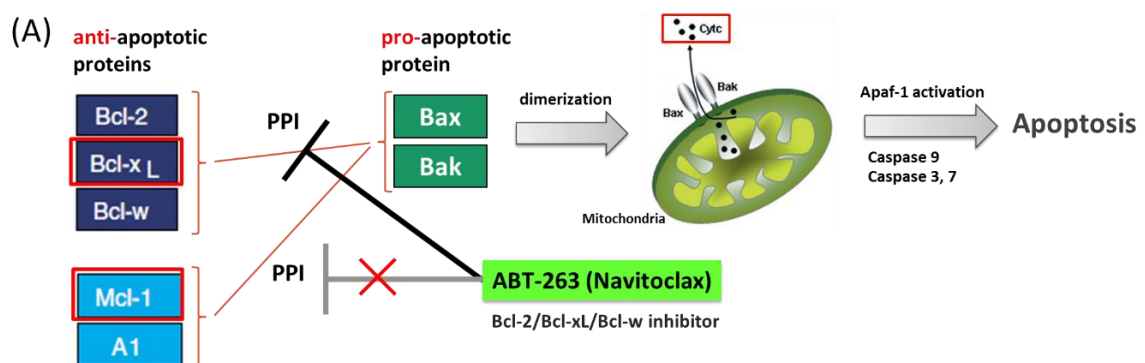 (A)
anti-apoptotic
proteins
Bcl-2
Bcl-x L
Bcl-w
Mcl-1
A1
PPI
PPI
pro-apoptotic
protein
Bax
Bak
dimerization
Cytc
Bak
Bax
Mitochondria
Apaf-1 activation
Caspase 9
Caspase 3, 7
Apoptosis
ABT-263 (Navitoclax)
Bcl-2/Bcl-xL/Bcl-w inhibitor